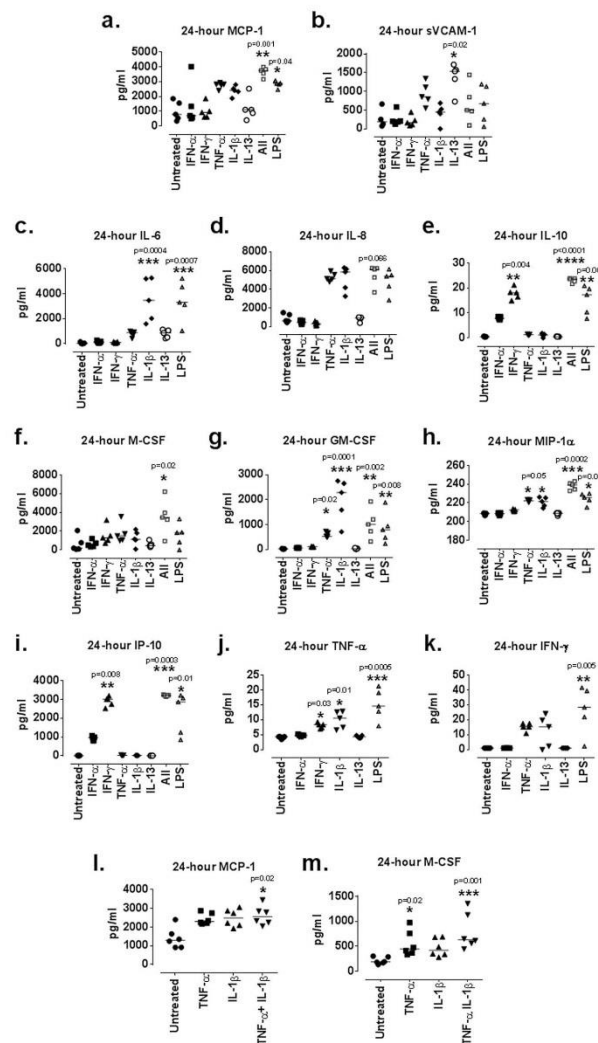 a.
24-hour MCP-1
p=0.001
**
p=0.04
*
5000
4000
3000
2000
1000
0
pg/ml
Untreated
IFN-α
IFN-γ
TNF-α
IL-1β
IL-13
All
LPS
b.
24-hour sVCAM-1
p=0.02
*
2000
1500
1000
500
0
pg/ml
Untreated
IFN-α
IFN-γ
TNF-α
IL-1β
IL-13
All
LPS
c.
24-hour IL-6
p=0.0004
***
p=0.0007
***
6000
4000
2000
0
pg/ml
Untreated
IFN-α
IFN-γ
TNF-α
IL-1β
IL-13
LPS
d.
24-hour IL-8
p=0.066
8000
6000
4000
2000
0
pg/ml
Untreated
IFN-α
IFN-γ
TNF-α
IL-1β
IL-13
All
LPS
e.
24-hour IL-10
p<0.0001
****
p=0.004
**
**
30
20
10
0
pg/ml
Untreated
IFN-α
IFN-γ
TNF-α
IL-1β
IL-13
All
LPS
f.
24-hour M-CSF
p=0.02
*
8000
6000
4000
2000
0
pg/ml
Untreated
IFN-α
IFN-γ
TNF-α
IL-1β
IL-13
All
LPS
g.
24-hour GM-CSF
p=0.0001
***
p=0.002
**
p=0.008
**
p=0.02
*
3000
2000
1000
0
pg/ml
Untreated
IFN-α
IFN-γ
TNF-α
IL-1β
IL-13
All
LPS
h.
24-hour MIP-1α
p=0.0002
***
p=0.05
*
*
*
260
240
220
200
180
pg/ml
Untreated
IFN-α
IFN-γ
TNF-α
IL-1β
IL-13
All
LPS
i.
24-hour IP-10
p=0.0003
***
p=0.008
**
p=0.01
*
4000
3000
2000
1000
0
pg/ml
Untreated
IFN-α
IFN-γ
TNF-α
IL-1β
IL-13
All
LPS
j.
24-hour TNF-α
p=0.0005
***
p=0.01
*
p=0.03
*
25
20
15
10
5
0
pg/ml
Untreated
IFN-α
IFN-γ
IL-1β
IL-13
LPS
k.
24-hour IFN-γ
p=0.005
**
60
40
20
0
pg/ml
Untreated
IFN-α
TNF-α
IL-1β
IL-13
LPS
l.
24-hour MCP-1
p=0.02
*
4000
3000
2000
1000
0
pg/ml
Untreated
TNF-α
IL-1β
TNF-α+ IL-1β
m.
24-hour M-CSF
p=0.001
***
p=0.02
*
1500
1000
500
0
pg/ml
Untreated
TNF-α
IL-1β
TNF-α IL-1β